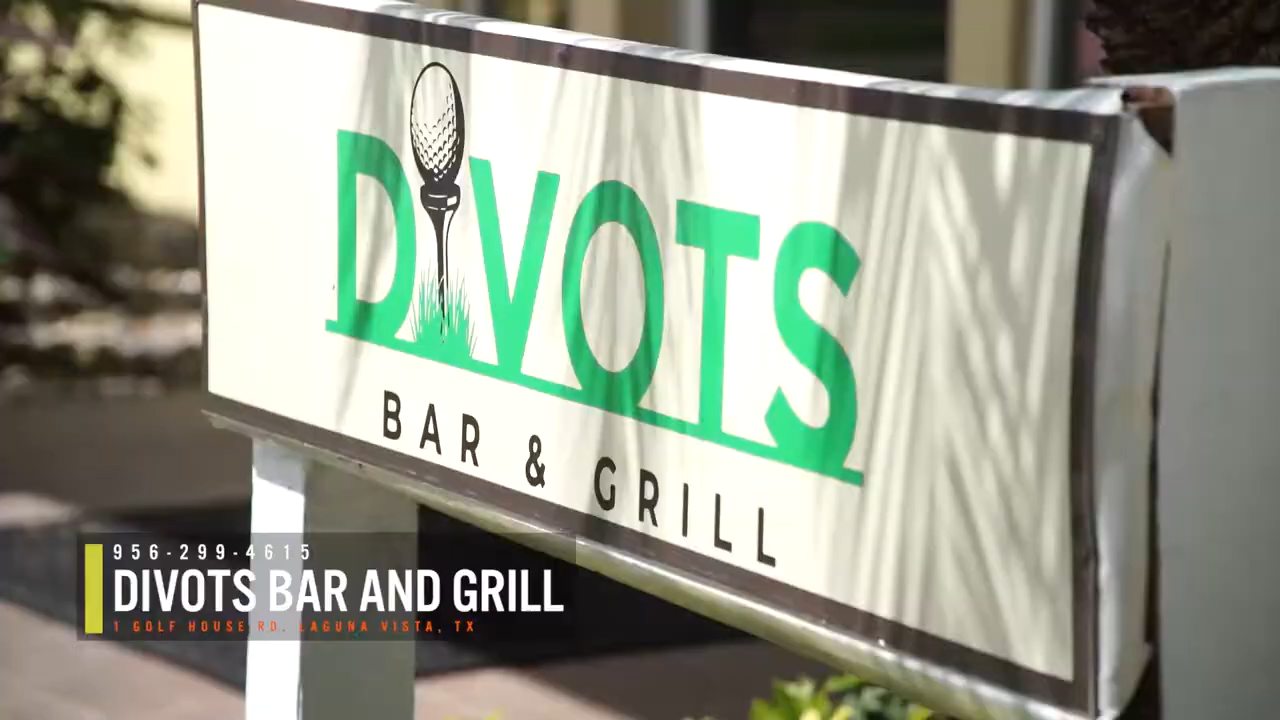 DIVOTS
BAR & GRILL
956-299-4615
DIVOTS BAR AND GRILL
1 GOLF HOUSE RD. LAGUNA VISTA, TX